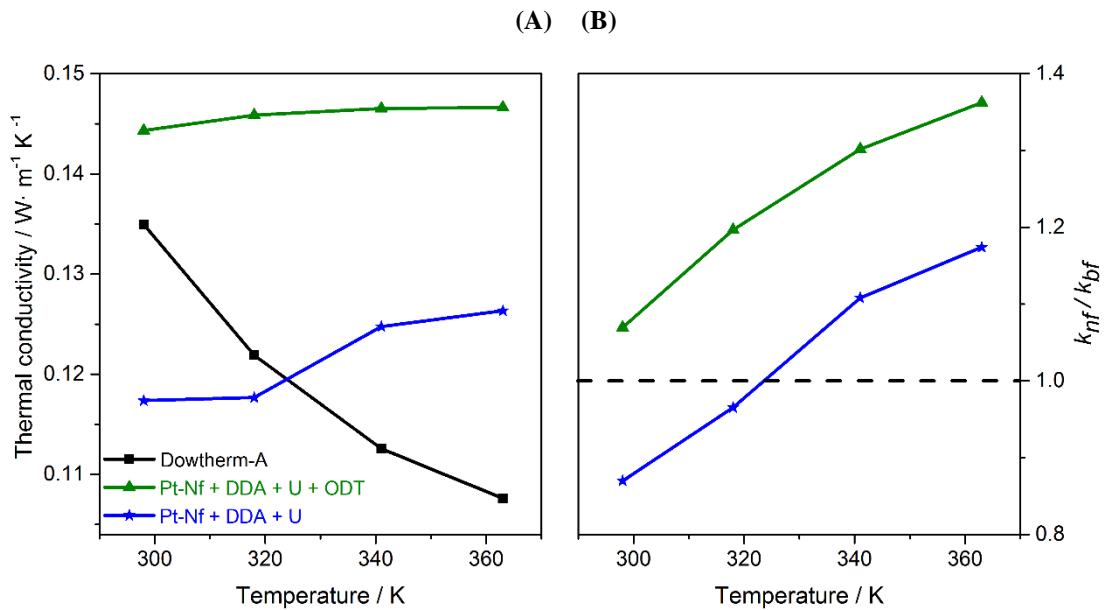 (A) (B)
0.15
0.14
0.13
0.12
0.11
Thermal conductivity / W· m⁻¹ K⁻¹
Dowtherm-A
Pt-Nf + DDA + U + ODT
Pt-Nf + DDA + U
300 320 340 360
Temperature / K
1.4
1.2
1.0
0.8
k_nf / k_bf
300 320 340 360
Temperature / K